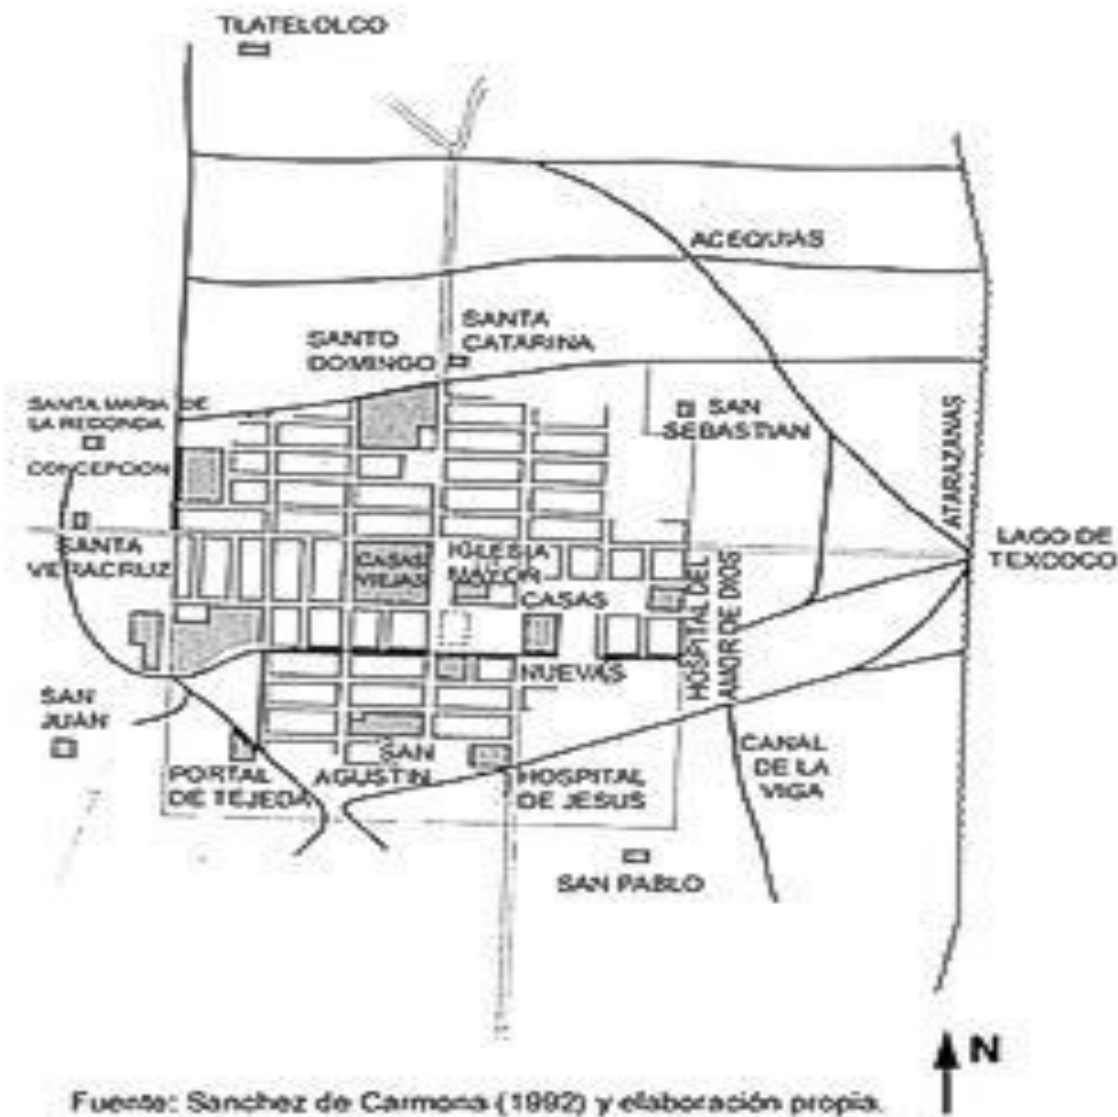 TLATELOLCO
ACEQUIAS
SANTA
CATARINA
SANTO
DOMINGO
SANTA MARIA DE
LA REDONDA
SAN
SEBASTIAN
ATARAZANAS
CONCEPCION
LAGO DE
TEXCOCO
SANTA
VERACRUZ
CASAS
VIEJAS
IGLESIA
MAYOR
CASAS
NUEVAS
HOSPITAL DEL
AMOR DE DIOS
SAN
JUAN
PORTAL
DE TEJEDA
SAN
AGUSTIN
HOSPITAL
DE JESUS
CANAL
DE LA
VIGA
SAN PABLO
N
Fuente: Sanchez de Carmona (1992) y elaboración propia.